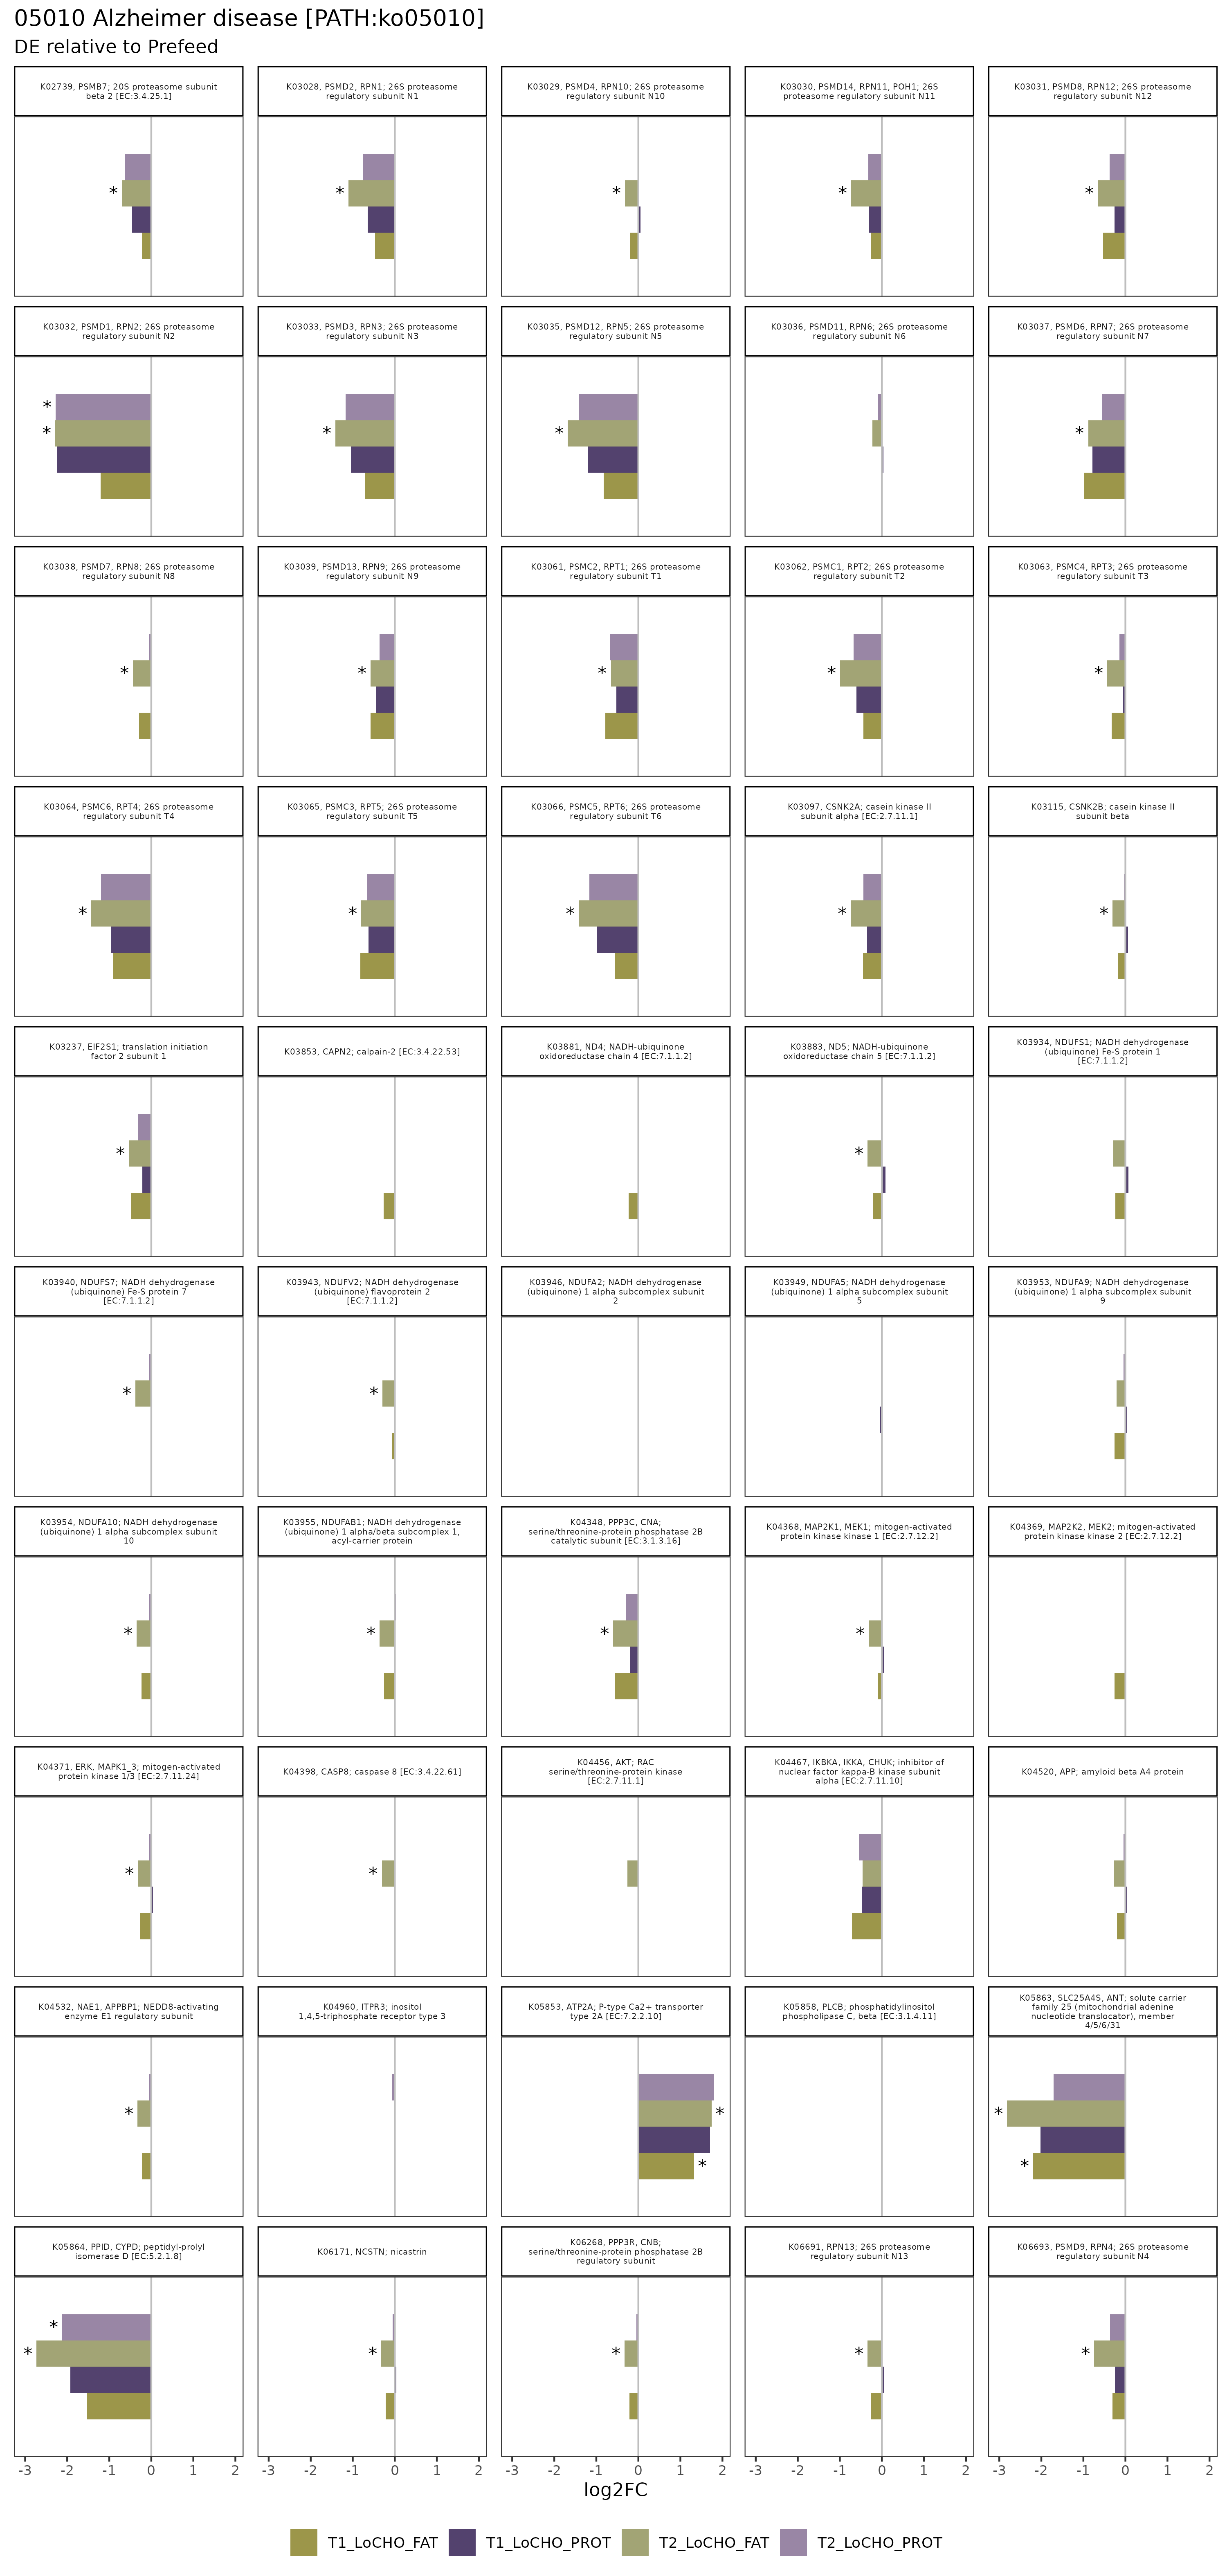 05010 Alzheimer disease [PATH:ko05010]
DE relative to Prefeed
K02739, PSMB7; 20S proteasome subunit
beta 2 [EC:3.4.25.1]
K03028, PSMD2, RPN1; 26S proteasome
regulatory subunit N1
K03029, PSMD4, RPN10; 26S proteasome
regulatory subunit N10
K03030, PSMD14, RPN11, POH1; 26S
proteasome regulatory subunit N11
K03031, PSMD8, RPN12; 26S proteasome
regulatory subunit N12
*
*
*
*
*
K03032, PSMD1, RPN2; 26S proteasome
regulatory subunit N2
K03033, PSMD3, RPN3; 26S proteasome
regulatory subunit N3
K03035, PSMD12, RPN5; 26S proteasome
regulatory subunit N5
K03036, PSMD11, RPN6; 26S proteasome
regulatory subunit N6
K03037, PSMD6, RPN7; 26S proteasome
regulatory subunit N7
*
*
*
*
*
K03038, PSMD7, RPN8; 26S proteasome
regulatory subunit N8
K03039, PSMD13, RPN9; 26S proteasome
regulatory subunit N9
K03061, PSMC2, RPT1; 26S proteasome
regulatory subunit T1
K03062, PSMC1, RPT2; 26S proteasome
regulatory subunit T2
K03063, PSMC4, RPT3; 26S proteasome
regulatory subunit T3
*
*
*
*
*
K03064, PSMC6, RPT4; 26S proteasome
regulatory subunit T4
K03065, PSMC3, RPT5; 26S proteasome
regulatory subunit T5
K03066, PSMC5, RPT6; 26S proteasome
regulatory subunit T6
K03097, CSNK2A; casein kinase II
subunit alpha [EC:2.7.11.1]
K03115, CSNK2B; casein kinase II
subunit beta
*
*
*
*
*
K03237, EIF2S1; translation initiation
factor 2 subunit 1
K03853, CAPN2; calpain-2 [EC:3.4.22.53]
K03881, ND4; NADH-ubiquinone
oxidoreductase chain 4 [EC:7.1.1.2]
K03883, ND5; NADH-ubiquinone
oxidoreductase chain 5 [EC:7.1.1.2]
K03934, NDUFS1; NADH dehydrogenase
(ubiquinone) Fe-S protein 1
[EC:7.1.1.2]
*
*
K03940, NDUFS7; NADH dehydrogenase
(ubiquinone) Fe-S protein 7
[EC:7.1.1.2]
K03943, NDUFV2; NADH dehydrogenase
(ubiquinone) flavoprotein 2
[EC:7.1.1.2]
K03946, NDUFA2; NADH dehydrogenase
(ubiquinone) 1 alpha subcomplex subunit
2
K03949, NDUFA5; NADH dehydrogenase
(ubiquinone) 1 alpha subcomplex subunit
5
K03953, NDUFA9; NADH dehydrogenase
(ubiquinone) 1 alpha subcomplex subunit
9
*
*
K03954, NDUFA10; NADH dehydrogenase
(ubiquinone) 1 alpha subcomplex subunit
10
K03955, NDUFAB1; NADH dehydrogenase
(ubiquinone) 1 alpha/beta subcomplex 1,
acyl-carrier protein
K04348, PPP3C, CNA;
serine/threonine-protein phosphatase 2B
catalytic subunit [EC:3.1.3.16]
K04368, MAP2K1, MEK1; mitogen-activated
protein kinase kinase 1 [EC:2.7.12.2]
K04369, MAP2K2, MEK2; mitogen-activated
protein kinase kinase 2 [EC:2.7.12.2]
*
*
*
*
K04371, ERK, MAPK1_3; mitogen-activated
protein kinase 1/3 [EC:2.7.11.24]
K04398, CASP8; caspase 8 [EC:3.4.22.61]
K04456, AKT; RAC
serine/threonine-protein kinase
[EC:2.7.11.1]
K04467, IKBKA, IKKA, CHUK; inhibitor of
nuclear factor kappa-B kinase subunit
alpha [EC:2.7.11.10]
K04520, APP; amyloid beta A4 protein
*
*
K04532, NAE1, APPBP1; NEDD8-activating
enzyme E1 regulatory subunit
K04960, ITPR3; inositol
1,4,5-triphosphate receptor type 3
K05853, ATP2A; P-type Ca2+ transporter
type 2A [EC:7.2.2.10]
K05858, PLCB; phosphatidylinositol
phospholipase C, beta [EC:3.1.4.11]
K05863, SLC25A4S, ANT; solute carrier
family 25 (mitochondrial adenine
nucleotide translocator), member
4/5/6/31
*
*
*
*
*
K05864, PPID, CYPD; peptidyl-prolyl
isomerase D [EC:5.2.1.8]
K06171, NCSTN; nicastrin
K06268, PPP3R, CNB;
serine/threonine-protein phosphatase 2B
regulatory subunit
K06691, RPN13; 26S proteasome
regulatory subunit N13
K06693, PSMD9, RPN4; 26S proteasome
regulatory subunit N4
*
*
*
*
*
*
-3 -2 -1 0 1 2
-3 -2 -1 0 1 2
-3 -2 -1 0 1 2
-3 -2 -1 0 1 2
-3 -2 -1 0 1 2
log2FC
T1_LoCHO_FAT T1_LoCHO_PROT T2_LoCHO_FAT T2_LoCHO_PROT